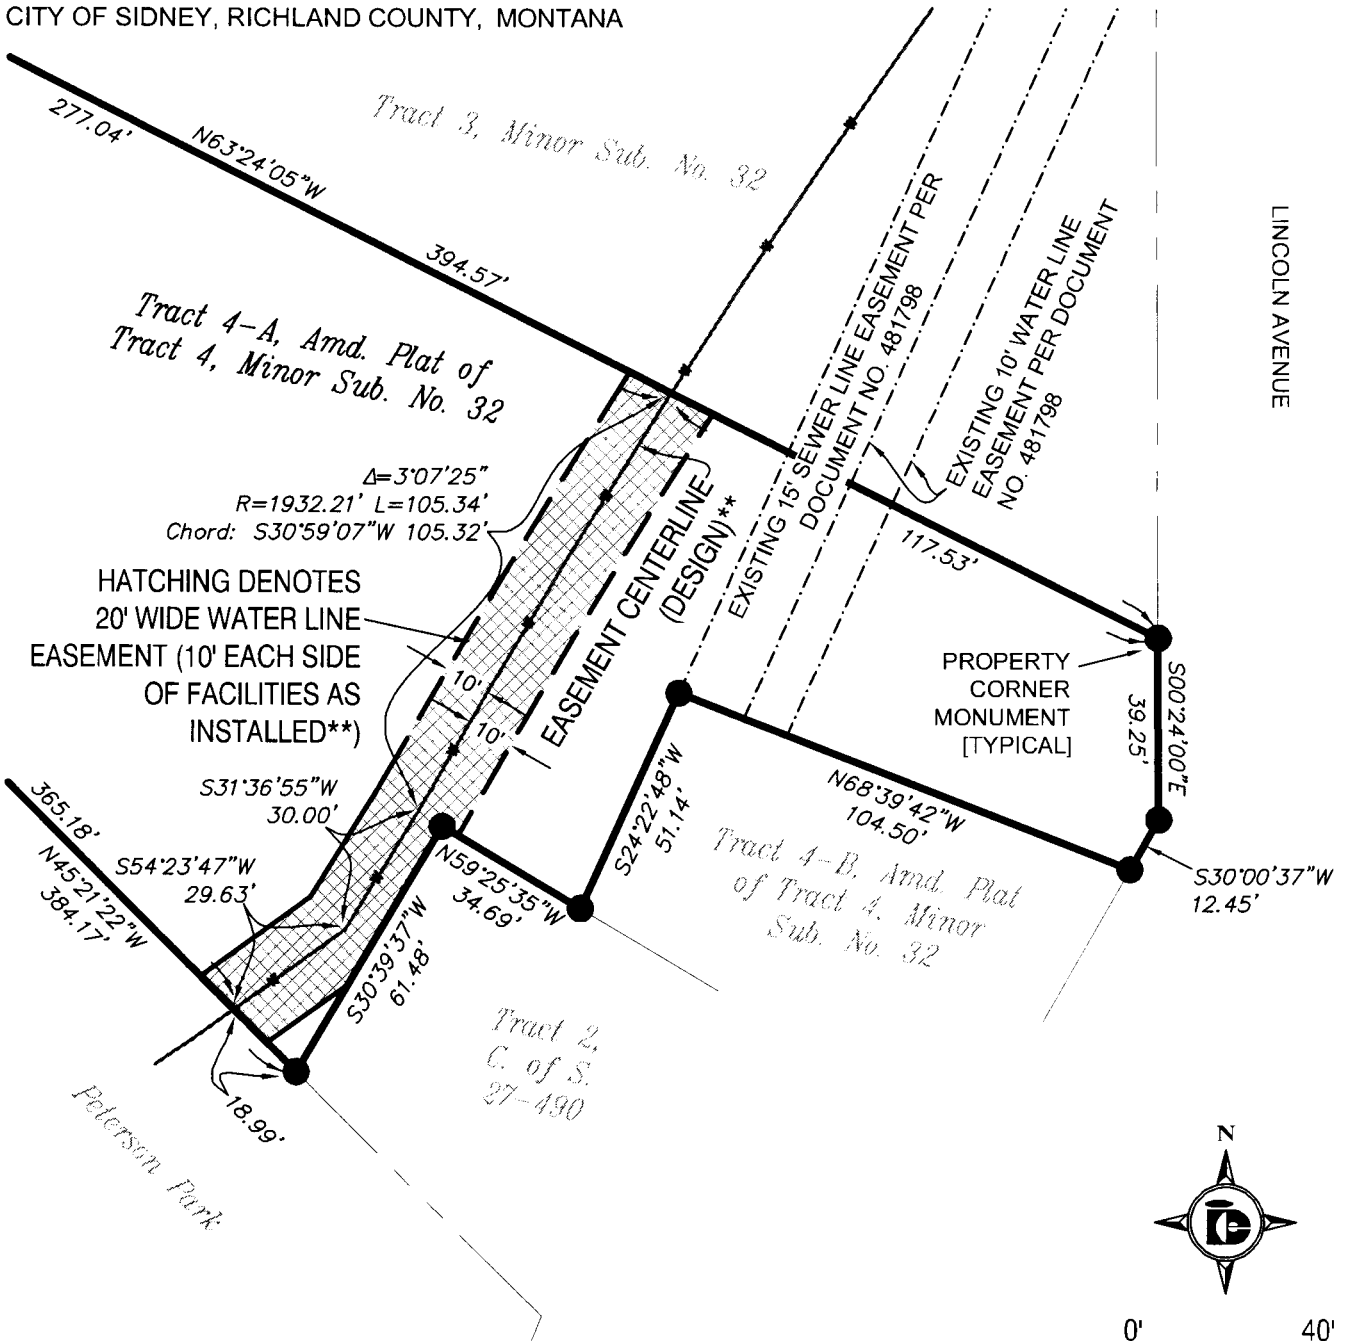 CITY OF SIDNEY, RICHLAND COUNTY, MONTANA
277.04'
N63°24'05"W
394.57'
Tract 3, Minor Sub. No. 32
Tract 4-A, Amd. Plat of
Tract 4, Minor Sub. No. 32
EXISTING 15' SEWER LINE EASEMENT PER
DOCUMENT NO. 481798
EXISTING 10' WATER LINE
EASEMENT PER DOCUMENT
NO. 481798
LINCOLN AVENUE
Δ=3°07'25"
R=1932.21' L=105.34'
Chord: S30°59'07"W 105.32'
HATCHING DENOTES
20' WIDE WATER LINE
EASEMENT (10' EACH SIDE
OF FACILITIES AS
INSTALLED**)
EASEMENT CENTERLINE
(DESIGN)**
10'
10'
117.53'
PROPERTY
CORNER
MONUMENT
[TYPICAL]
S00°24'00"E
39.25'
S31°36'55"W
30.00'
S54°23'47"W
29.63'
365.18'
N45°21'22"W
384.17'
N59°25'35"W
34.69'
S30°39'37"W
61.48'
S24°22'48"W
51.14'
N68°39'42"W
104.50'
Tract 4-B, Amd. Plat
of Tract 4, Minor
Sub. No. 32
S30°00'37"W
12.45'
Tract 2,
C. of S.
27-490
18.99'
Peterson Park
N
0' 40'